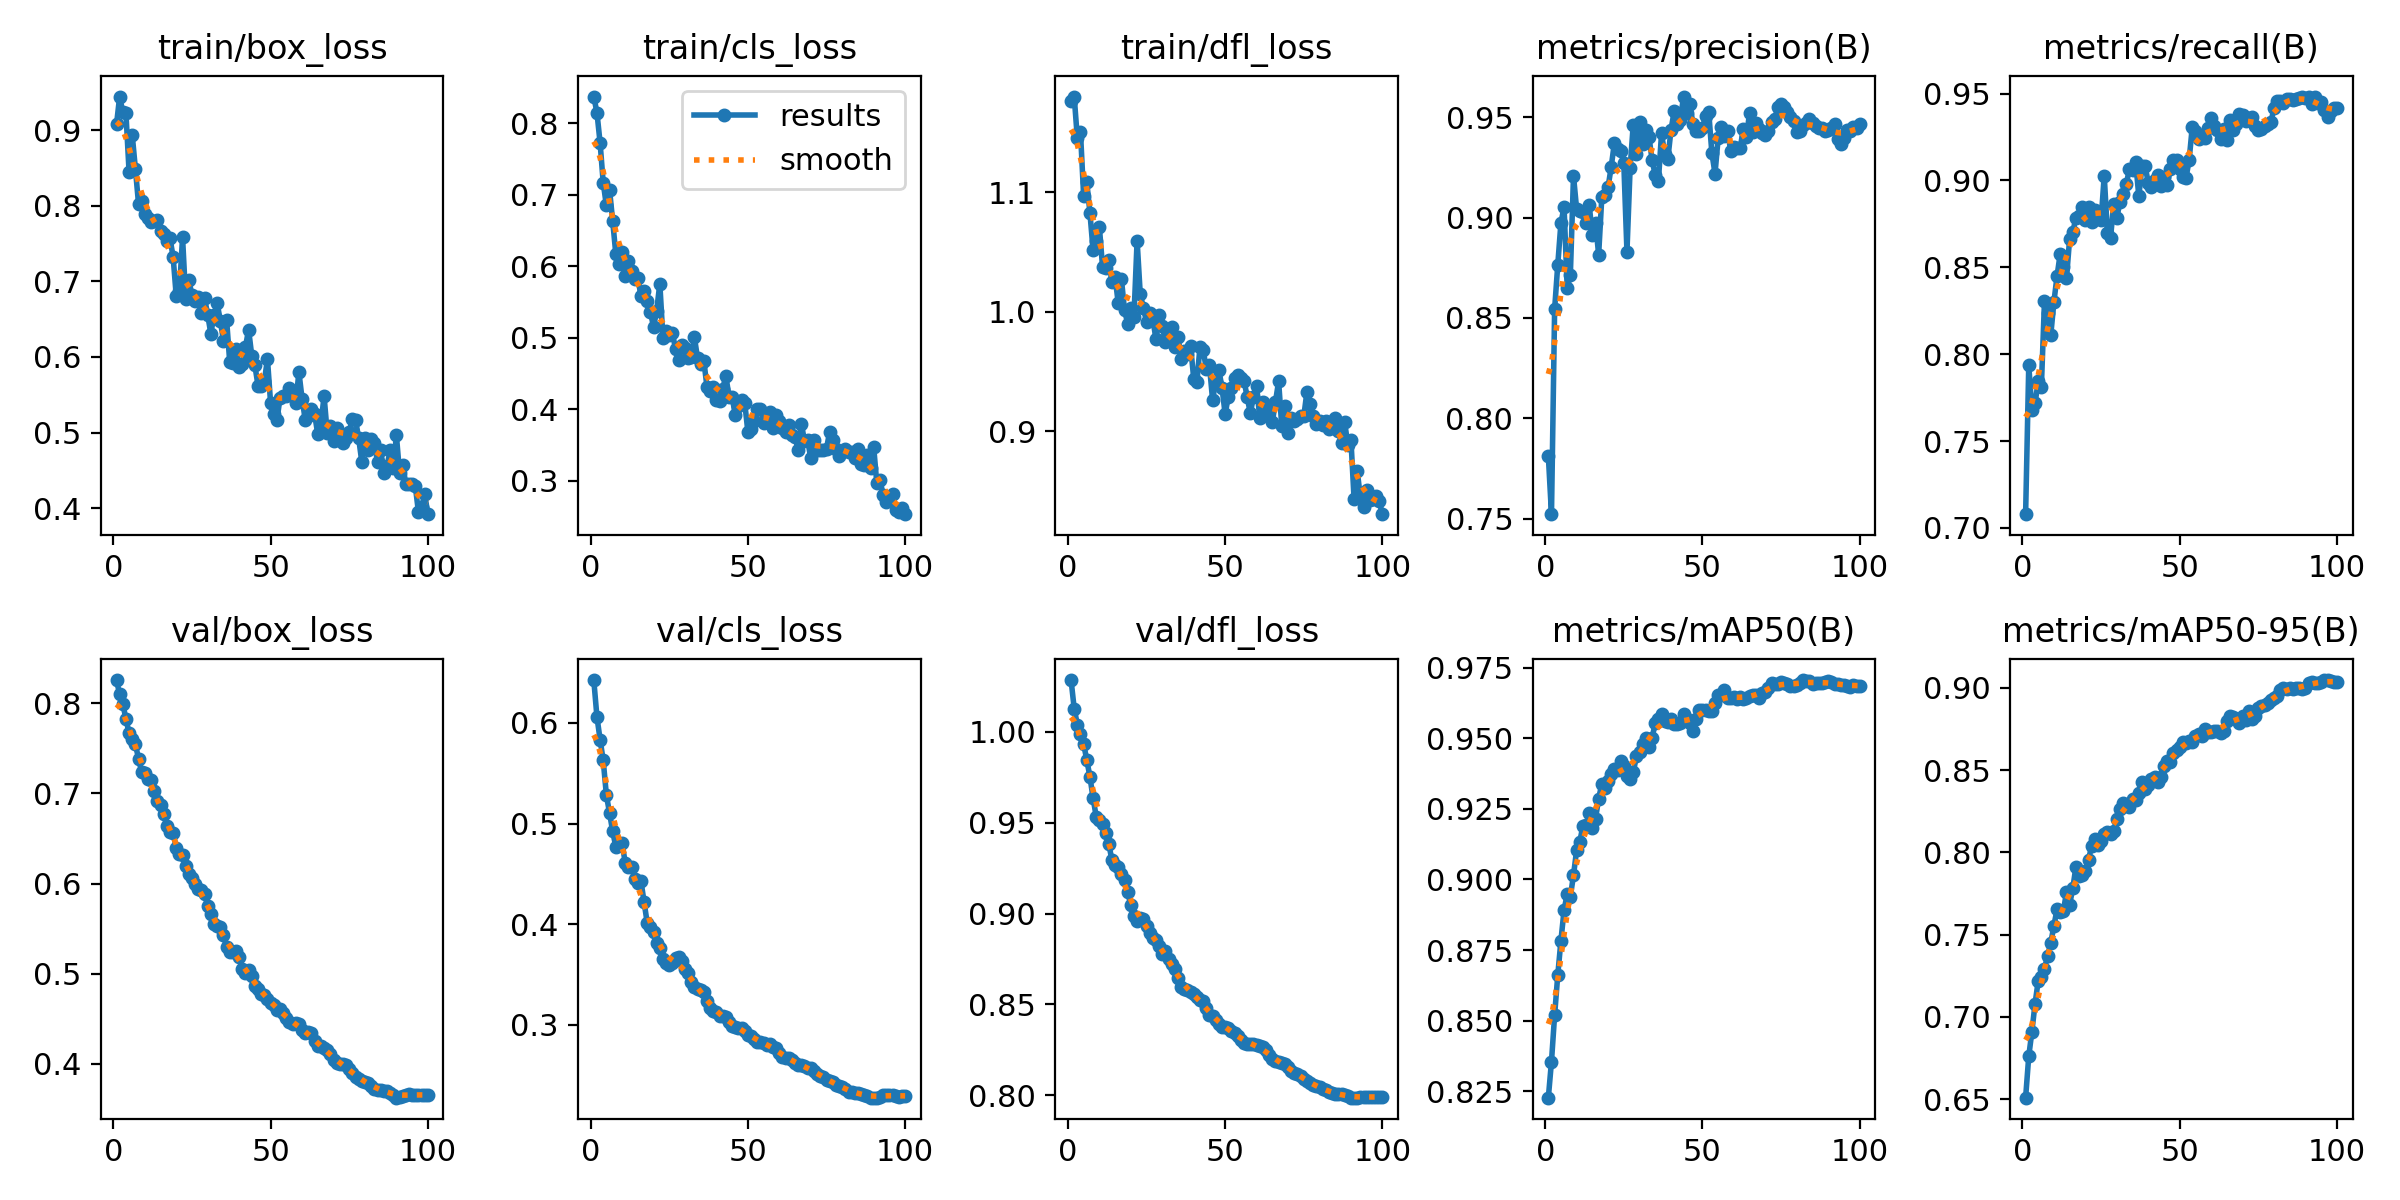 train/box_loss
0.9
0.8
0.7
0.6
0.5
0.4
0 50 100
train/cls_loss
results
smooth
0.8
0.7
0.6
0.5
0.4
0.3
0 50 100
train/dfl_loss
1.1
1.0
0.9
0 50 100
metrics/precision(B)
0.95
0.90
0.85
0.80
0.75
0 50 100
metrics/recall(B)
0.95
0.90
0.85
0.80
0.75
0.70
0 50 100
val/box_loss
0.8
0.7
0.6
0.5
0.4
0 50 100
val/cls_loss
0.6
0.5
0.4
0.3
0 50 100
val/dfl_loss
1.00
0.95
0.90
0.85
0.80
0 50 100
metrics/mAP50(B)
0.975
0.950
0.925
0.900
0.875
0.850
0.825
0 50 100
metrics/mAP50-95(B)
0.90
0.85
0.80
0.75
0.70
0.65
0 50 100